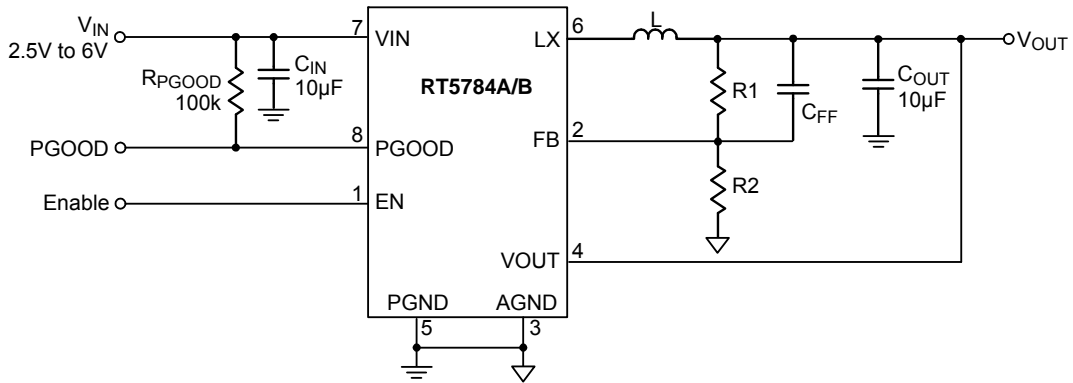 VIN
2.5V to 6V
RPGOOD
100k
CIN
10µF
PGOOD
Enable
7
8
1
VIN
PGOOD
EN
RT5784A/B
LX
FB
VOUT
PGND
AGND
5
3
6
2
4
L
R1
R2
CFF
COUT
10µF
VOUT